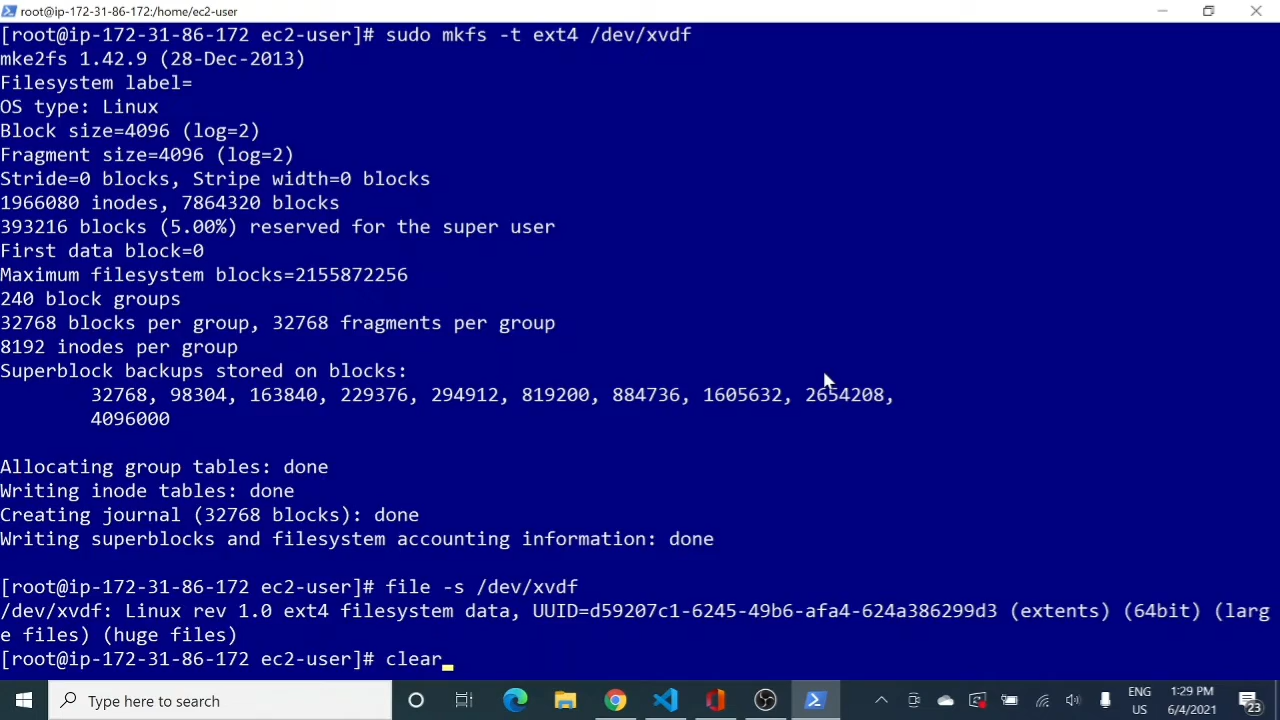 root@ip-172-31-86-172:/home/ec2-user
[root@ip-172-31-86-172 ec2-user]# sudo mkfs -t ext4 /dev/xvdf
mke2fs 1.42.9 (28-Dec-2013)
Filesystem label=
OS type: Linux
Block size=4096 (log=2)
Fragment size=4096 (log=2)
Stride=0 blocks, Stripe width=0 blocks
1966080 inodes, 7864320 blocks
393216 blocks (5.00%) reserved for the super user
First data block=0
Maximum filesystem blocks=2155872256
240 block groups
32768 blocks per group, 32768 fragments per group
8192 inodes per group
Superblock backups stored on blocks:
32768, 98304, 163840, 229376, 294912, 819200, 884736, 1605632, 2654208,
4096000
Allocating group tables: done
Writing inode tables: done
Creating journal (32768 blocks): done
Writing superblocks and filesystem accounting information: done
[root@ip-172-31-86-172 ec2-user]# file -s /dev/xvdf
/dev/xvdf: Linux rev 1.0 ext4 filesystem data, UUID=d59207c1-6245-49b6-afa4-624a386299d3 (extents) (64bit) (larg
e files) (huge files)
[root@ip-172-31-86-172 ec2-user]# clear
Type here to search
ENG
US
1:29 PM
6/4/2021
23